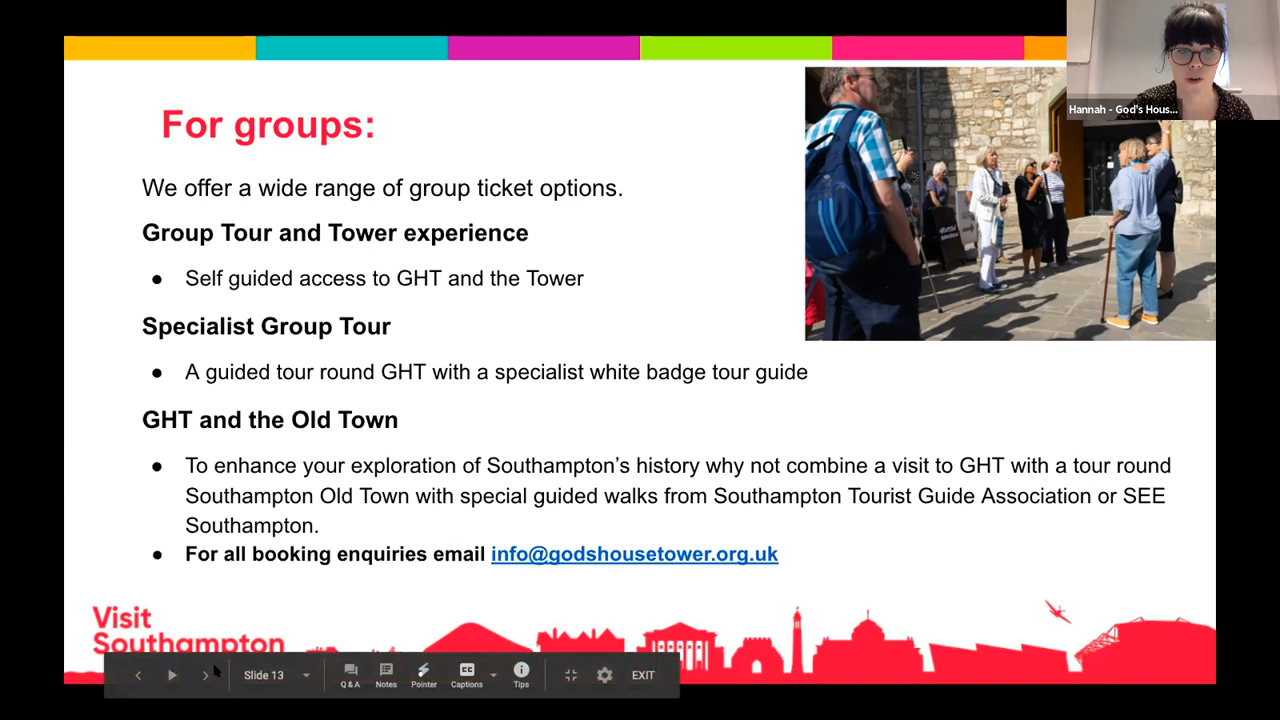 Hannah - God's Hous...
For groups:
We offer a wide range of group ticket options.
Group Tour and Tower experience
● Self guided access to GHT and the Tower
Specialist Group Tour
● A guided tour round GHT with a specialist white badge tour guide
GHT and the Old Town
● To enhance your exploration of Southampton's history why not combine a visit to GHT with a tour round
Southampton Old Town with special guided walks from Southampton Tourist Guide Association or SEE
Southampton.
● For all booking enquiries email info@godshousetower.org.uk
Visit
Southampton
Slide 13
Q & A
Notes
Pointer
Captions
Tips
EXIT